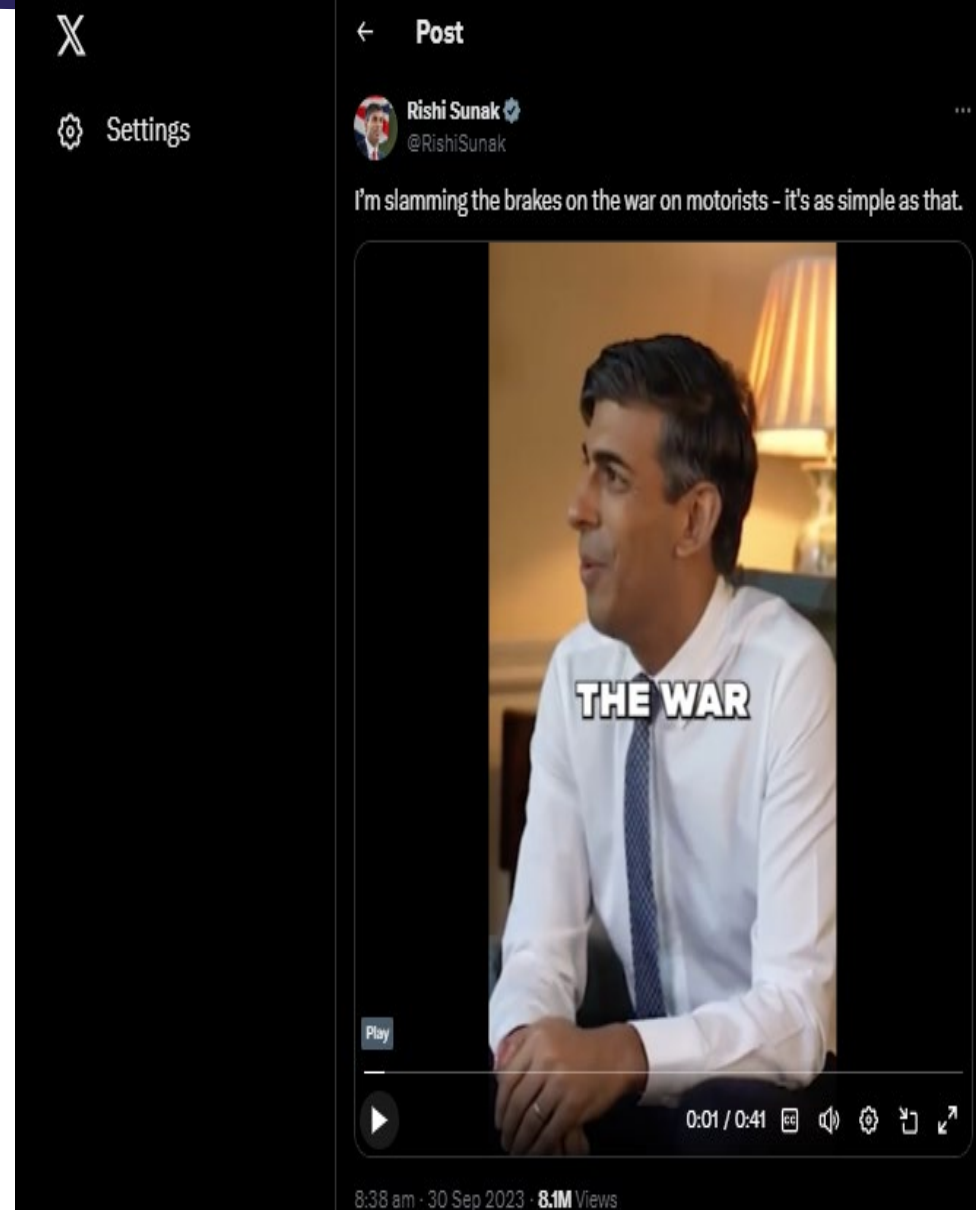 X
Settings
Post
Rishi Sunak
@RishiSunak
I'm slamming the brakes on the war on motorists - it's as simple as that.
THE WAR
Play
0:01 / 0:41
CC
8:38 am · 30 Sep 2023 · 8.1M Views